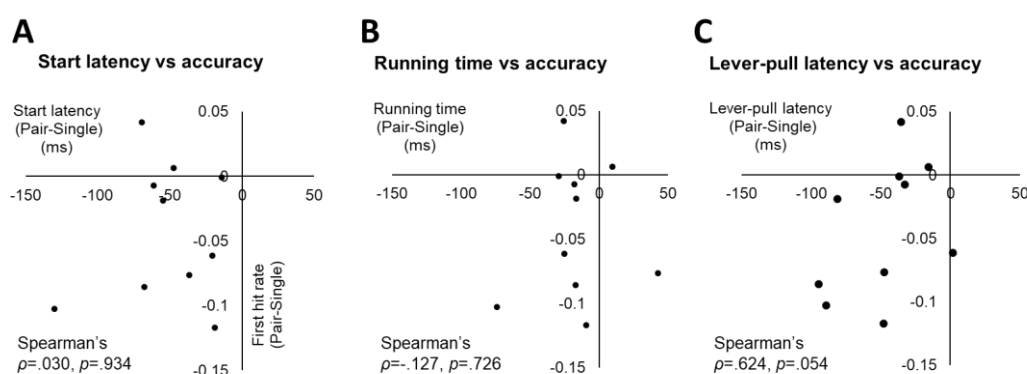 A
Start latency vs accuracy
Start latency
(Pair-Single)
(ms)
0.05
0
-0.05
-0.1
-0.15
-150
-100
-50
0
50
First hit rate
(Pair-Single)
Spearman's
ρ=.030, p=.934
B
Running time vs accuracy
Running time
(Pair-Single)
(ms)
0.05
0
-0.05
-0.1
-0.15
-150
-100
-50
0
50
Spearman's
ρ=-.127, p=.726
C
Lever-pull latency vs accuracy
Lever-pull latency
(Pair-Single)
(ms)
0.05
0
-0.05
-0.1
-0.15
-150
-100
-50
0
50
Spearman's
ρ=.624, p=.054